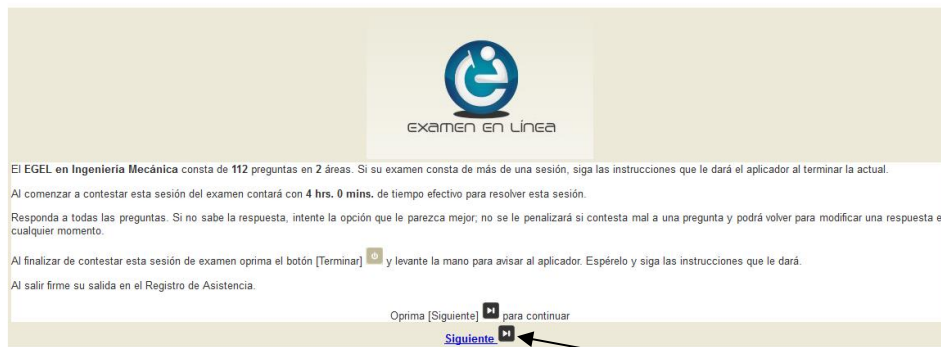 examen en Línea
El EGEL en Ingeniería Mecánica consta de 112 preguntas en 2 áreas. Si su examen consta de más de una sesión, siga las instrucciones que le dará el aplicador al terminar la actual.
Al comenzar a contestar esta sesión del examen contará con 4 hrs. 0 mins. de tiempo efectivo para resolver esta sesión.
Responda a todas las preguntas. Si no sabe la respuesta, intente la opción que le parezca mejor; no se le penalizará si contesta mal a una pregunta y podrá volver para modificar una respuesta e
cualquier momento.
Al finalizar de contestar esta sesión de examen oprima el botón [Terminar] y levante la mano para avisar al aplicador. Espérelo y siga las instrucciones que le dará.
Al salir firme su salida en el Registro de Asistencia.
Oprima [Siguiente] para continuar
Siguiente